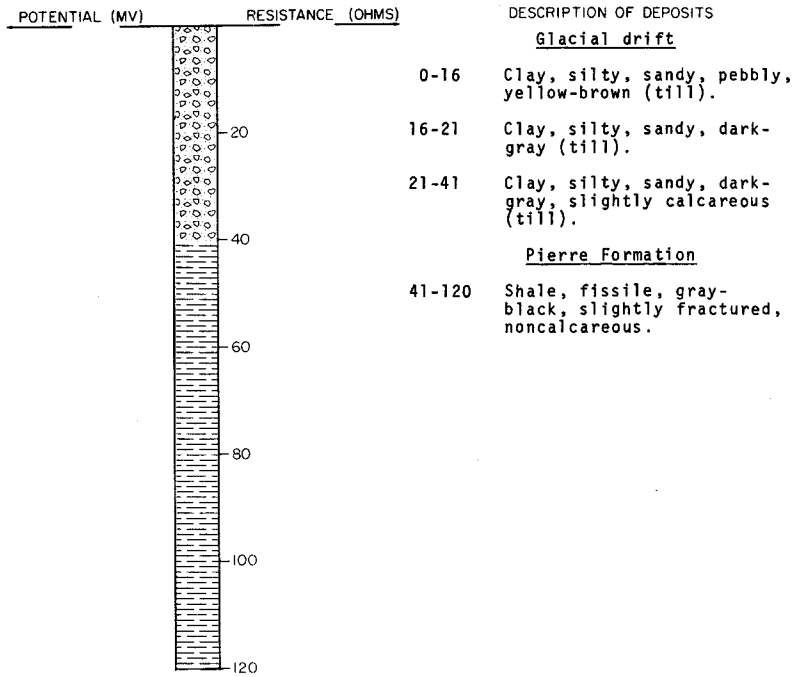 POTENTIAL (MV) RESISTANCE (OHMS) DESCRIPTION OF DEPOSITS
Glacial drift
0-16 Clay, silty, sandy, pebbly,
yellow-brown (till).
20
16-21 Clay, silty, sandy, dark-
gray (till).
21-41 Clay, silty, sandy, dark-
gray, slightly calcareous
(till).
40
Pierre Formation
41-120 Shale, fissile, gray-
black, slightly fractured,
noncalcareous.
60
80
100
120